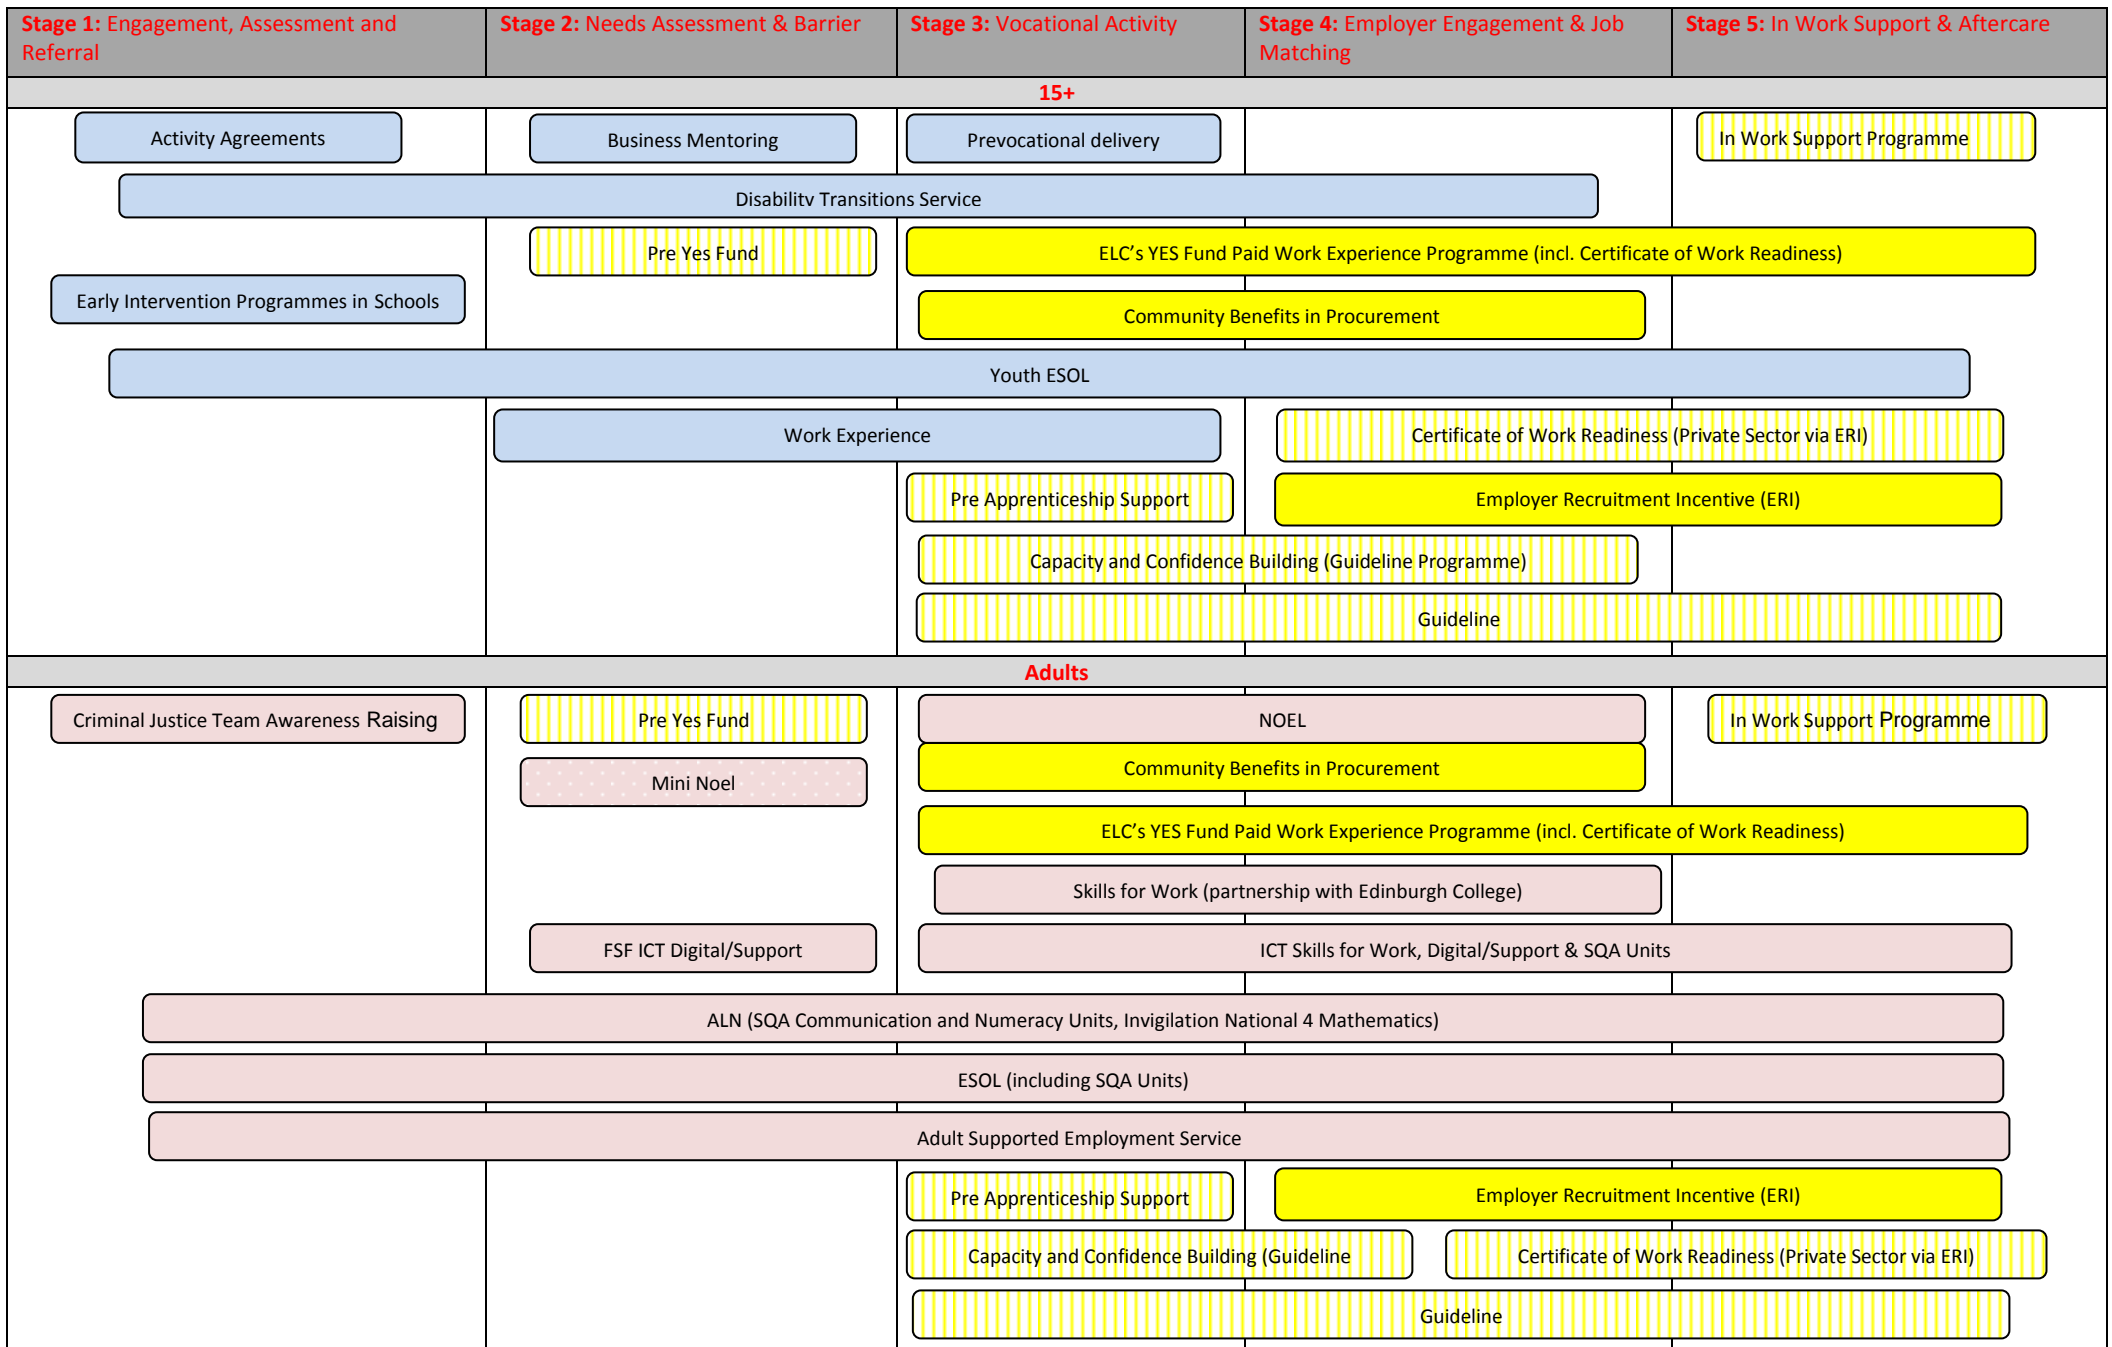 Stage 1: Engagement, Assessment and
Referral
Stage 2: Needs Assessment & Barrier
Stage 3: Vocational Activity
Stage 4: Employer Engagement & Job
Matching
Stage 5: In Work Support & Aftercare
15+
Activity Agreements
Business Mentoring
Prevocational delivery
In Work Support Programme
Disability Transitions Service
Pre Yes Fund
ELC’s YES Fund Paid Work Experience Programme (incl. Certificate of Work Readiness)
Early Intervention Programmes in Schools
Community Benefits in Procurement
Youth ESOL
Work Experience
Certificate of Work Readiness (Private Sector via ERI)
Pre Apprenticeship Support
Employer Recruitment Incentive (ERI)
Capacity and Confidence Building (Guideline Programme)
Guideline
Adults
Criminal Justice Team Awareness Raising
Pre Yes Fund
NOEL
In Work Support Programme
Mini Noel
Community Benefits in Procurement
ELC’s YES Fund Paid Work Experience Programme (incl. Certificate of Work Readiness)
Skills for Work (partnership with Edinburgh College)
FSF ICT Digital/Support
ICT Skills for Work, Digital/Support & SQA Units
ALN (SQA Communication and Numeracy Units, Invigilation National 4 Mathematics)
ESOL (including SQA Units)
Adult Supported Employment Service
Pre Apprenticeship Support
Employer Recruitment Incentive (ERI)
Capacity and Confidence Building (Guideline
Certificate of Work Readiness (Private Sector via ERI)
Guideline